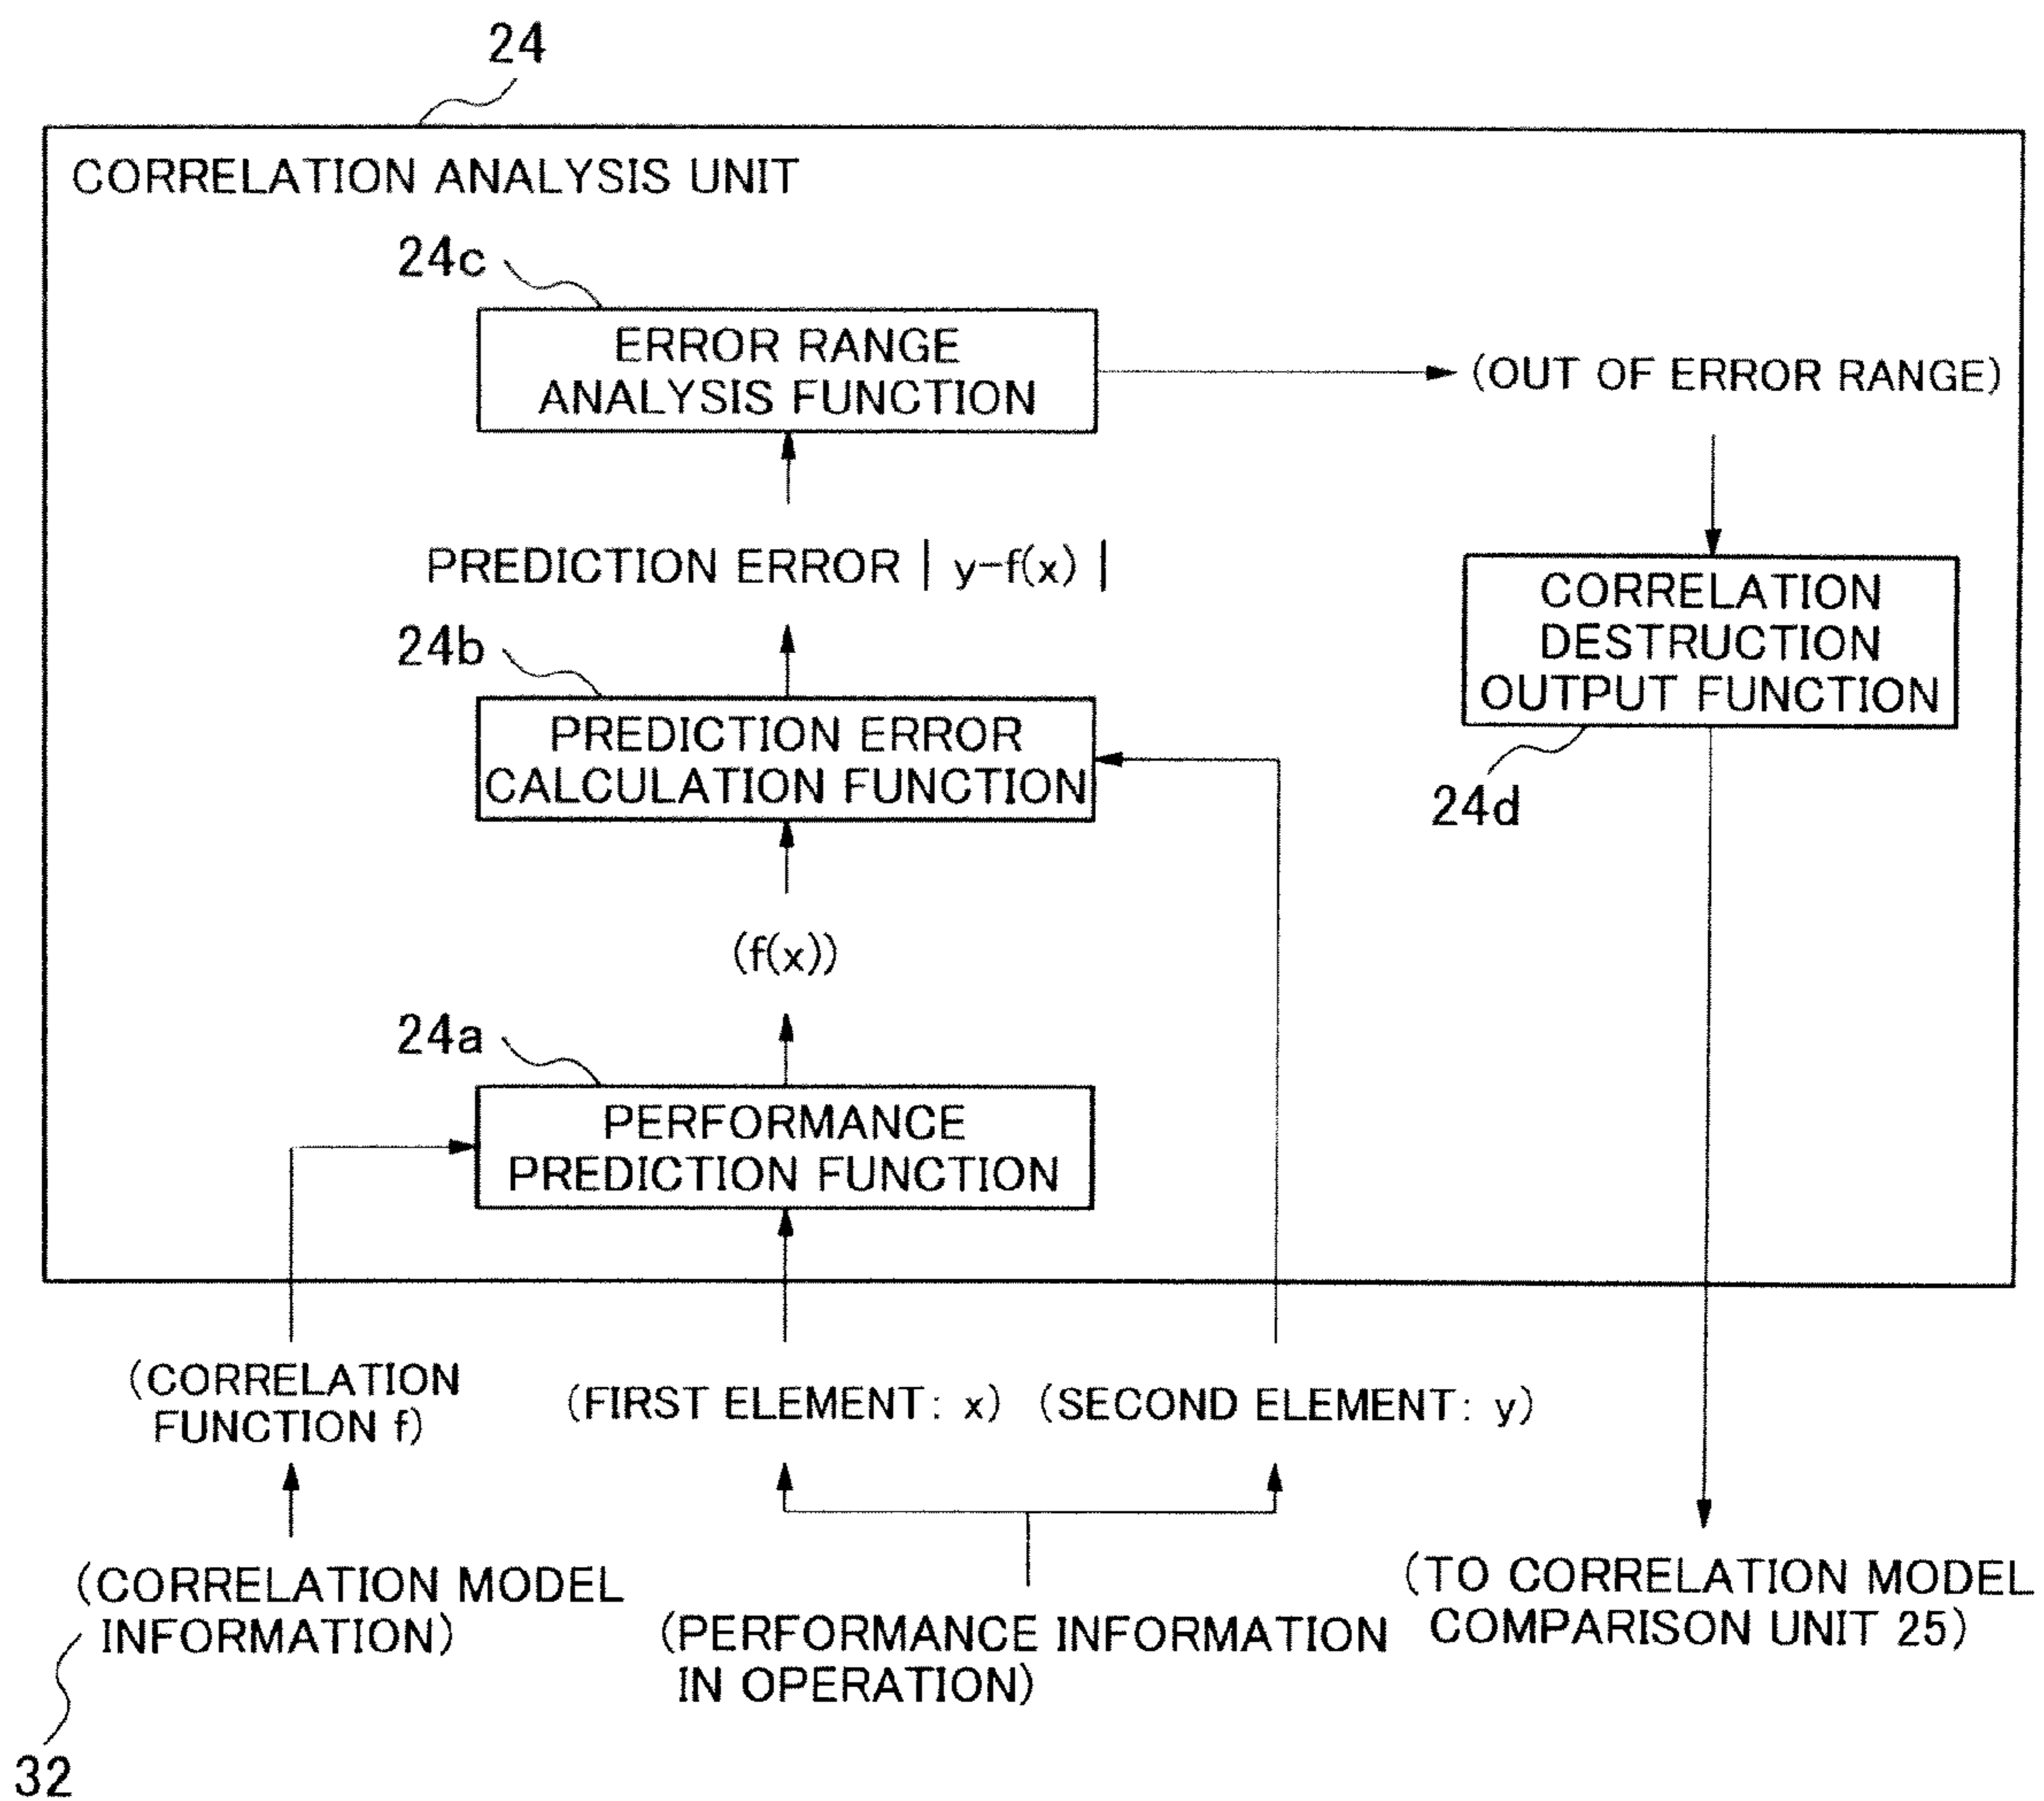 24
CORRELATION ANALYSIS UNIT
24c
ERROR RANGE
ANALYSIS FUNCTION
(OUT OF ERROR RANGE)
PREDICTION ERROR | y-f(x) |
CORRELATION
DESTRUCTION
OUTPUT FUNCTION
24b
PREDICTION ERROR
CALCULATION FUNCTION
24d
(f(x))
24a
PERFORMANCE
PREDICTION FUNCTION
(CORRELATION
FUNCTION f)
(FIRST ELEMENT: x) (SECOND ELEMENT: y)
(CORRELATION MODEL
INFORMATION)
(PERFORMANCE INFORMATION
IN OPERATION)
(TO CORRELATION MODEL
COMPARISON UNIT 25)
32